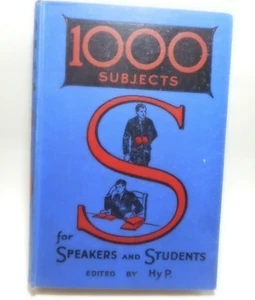 1000
SUBJECTS
S
for
SPEAKERS AND STUDENTS
EDITED BY Hy P.